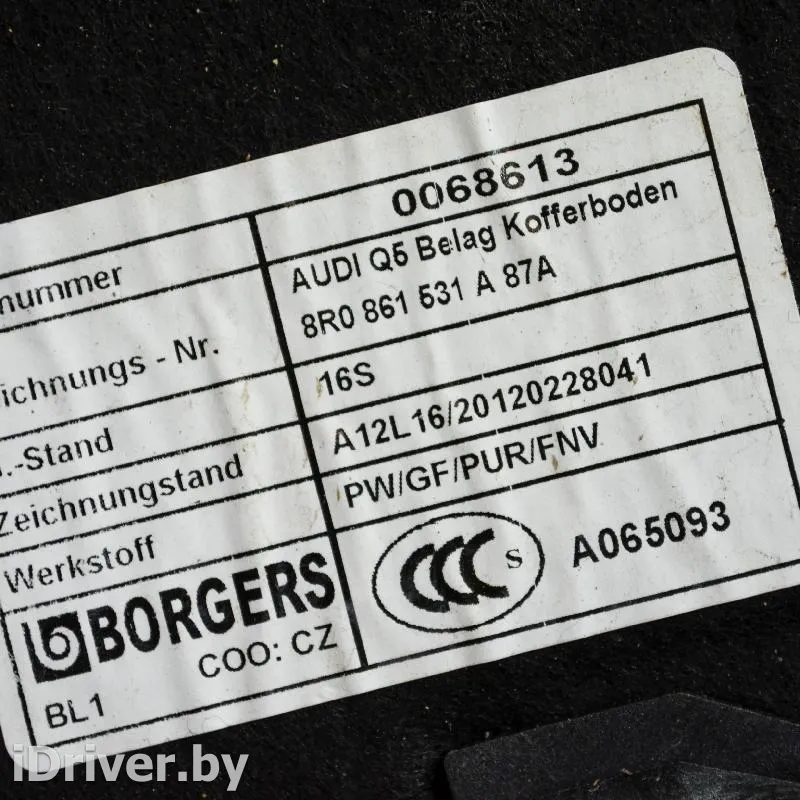 nummer 0068613
AUDI Q5 Belag Kofferboden
ichnungs - Nr. 8R0 861 531 A 87A
.-Stand 16S
Zeichnungstand A12L16/20120228041
Werkstoff PW/GF/PUR/FNV
BORGERS CCC S A065093
COO: CZ
BL1
iDriver.by